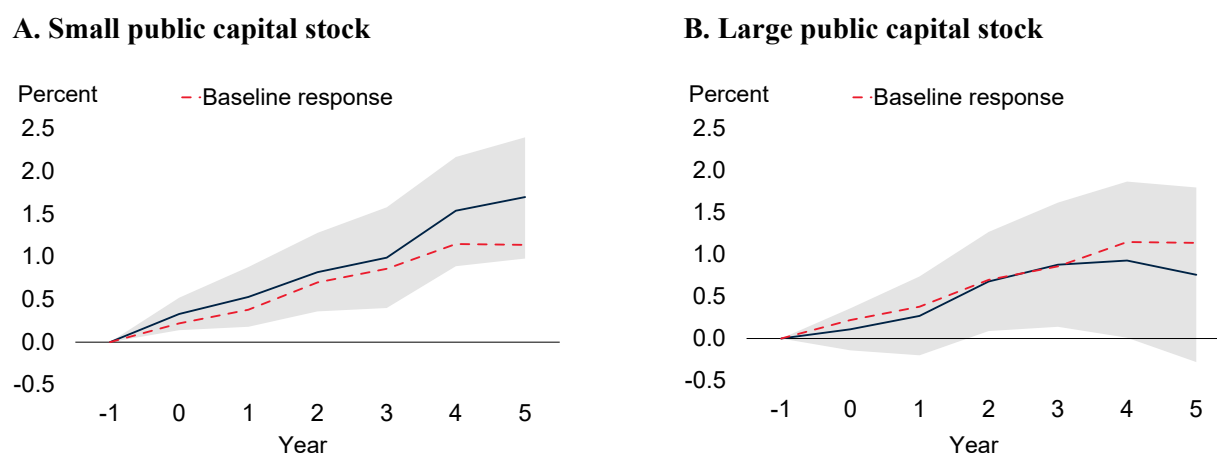 A. Small public capital stock
Percent
Baseline response
2.5
2.0
1.5
1.0
0.5
0.0
-0.5
-1 0 1 2 3 4 5
Year
B. Large public capital stock
Percent
Baseline response
2.5
2.0
1.5
1.0
0.5
0.0
-0.5
-1 0 1 2 3 4 5
Year